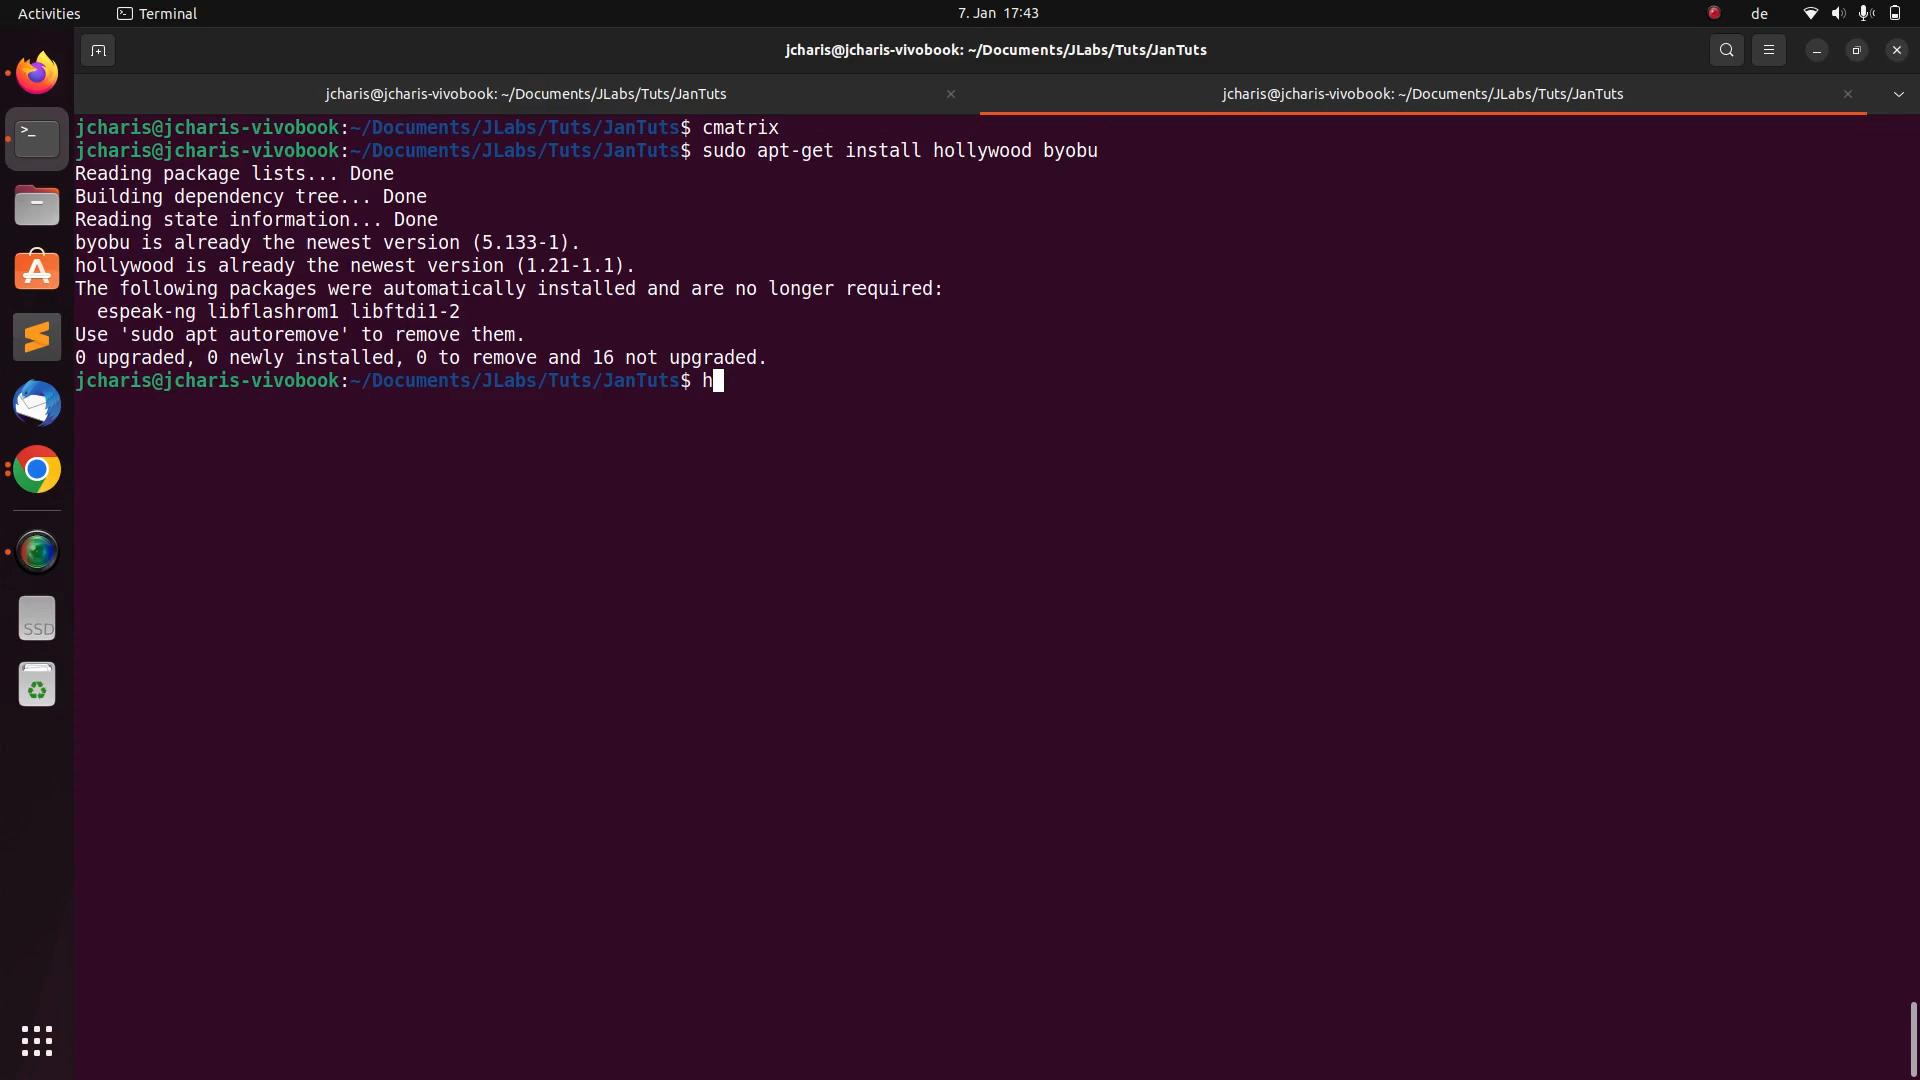 Activities Terminal 7. Jan 17:43 de
jcharis@jcharis-vivobook: ~/Documents/JLabs/Tuts/JanTuts
jcharis@jcharis-vivobook: ~/Documents/JLabs/Tuts/JanTuts jcharis@jcharis-vivobook: ~/Documents/JLabs/Tuts/JanTuts
jcharis@jcharis-vivobook:~/Documents/JLabs/Tuts/JanTuts$ cmatrix
jcharis@jcharis-vivobook:~/Documents/JLabs/Tuts/JanTuts$ sudo apt-get install hollywood byobu
Reading package lists... Done
Building dependency tree... Done
Reading state information... Done
byobu is already the newest version (5.133-1).
hollywood is already the newest version (1.21-1.1).
The following packages were automatically installed and are no longer required:
  espeak-ng libflashrom1 libftdi1-2
Use 'sudo apt autoremove' to remove them.
0 upgraded, 0 newly installed, 0 to remove and 16 not upgraded.
jcharis@jcharis-vivobook:~/Documents/JLabs/Tuts/JanTuts$ h
SSD